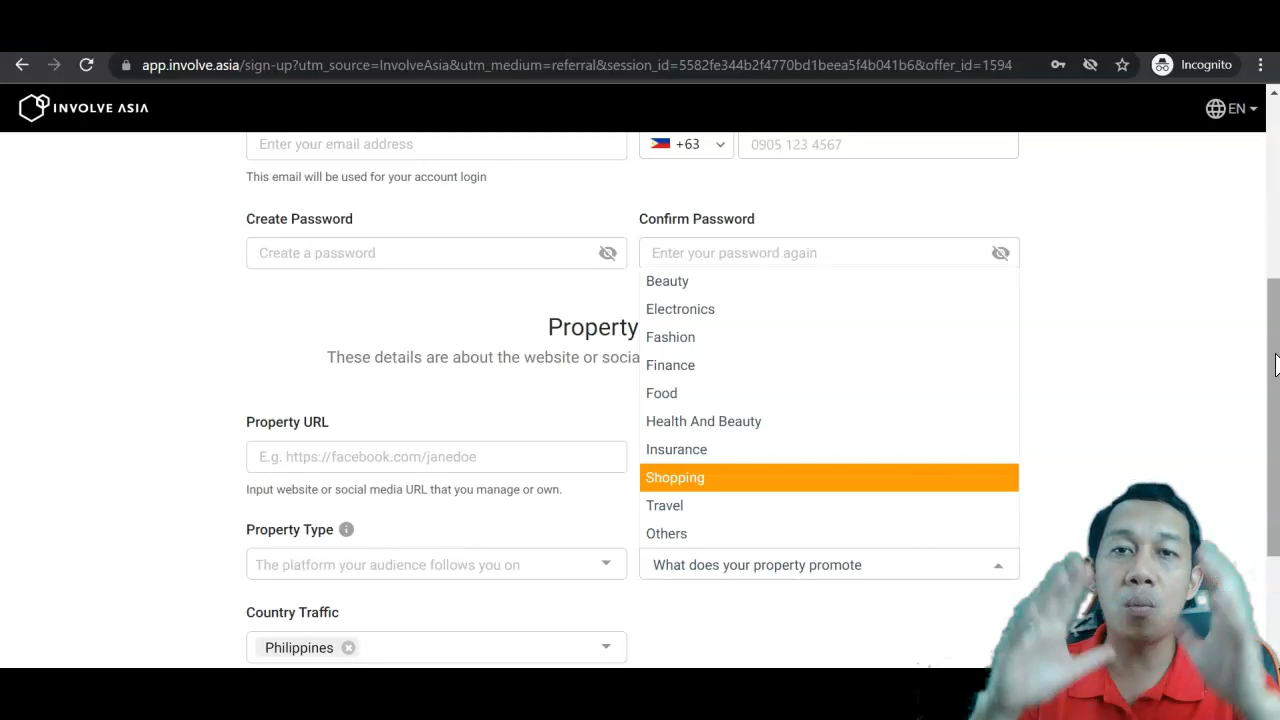 app.involve.asia/sign-up?utm_source=InvolveAsia&utm_medium=referral&session_id=5582fe344b2f4770bd1beea5f4b041b6&offer_id=1594
Incognito
INVOLVE ASIA
EN
Enter your email address
+63
0905 123 4567
This email will be used for your account login
Create Password
Confirm Password
Create a password
Enter your password again
Beauty
Electronics
Fashion
Finance
Food
Health And Beauty
Insurance
Shopping
Travel
Others
Property
These details are about the website or socia
Property URL
E.g. https://facebook.com/janedoe
Input website or social media URL that you manage or own.
Property Type
The platform your audience follows you on
What does your property promote
Country Traffic
Philippines